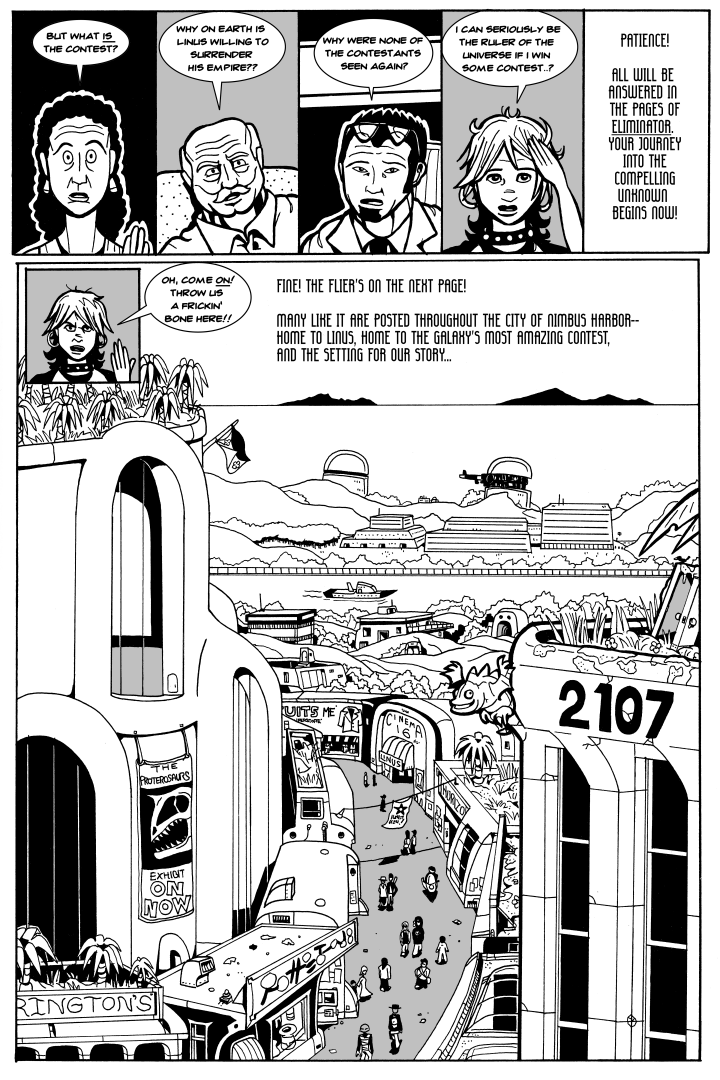 BUT WHAT IS
THE CONTEST?
WHY ON EARTH IS
LINUS WILLING TO
SURRENDER
HIS EMPIRE??
WHY WERE NONE OF
THE CONTESTANTS
SEEN AGAIN?
I CAN SERIOUSLY BE
THE RULER OF THE
UNIVERSE IF I WIN
SOME CONTEST..?
PATIENCE!
ALL WILL BE
ANSWERED IN
THE PAGES OF
ELIMINATOR.
YOUR JOURNEY
INTO THE
COMPELLING
UNKNOWN
BEGINS NOW!
OH, COME ON!
THROW US
A FRICKIN'
BONE HERE!!
FINE! THE FLIER'S ON THE NEXT PAGE!
MANY LIKE IT ARE POSTED THROUGHOUT THE CITY OF NIMBUS HARBOR--
HOME TO LINUS, HOME TO THE GALAXY'S MOST AMAZING CONTEST,
AND THE SETTING FOR OUR STORY...
2107
UITS ME
CINEMA
16
LINUS
THE
PROTEROSAURS
EXHIBIT
ON
NOW
RINGTON'S